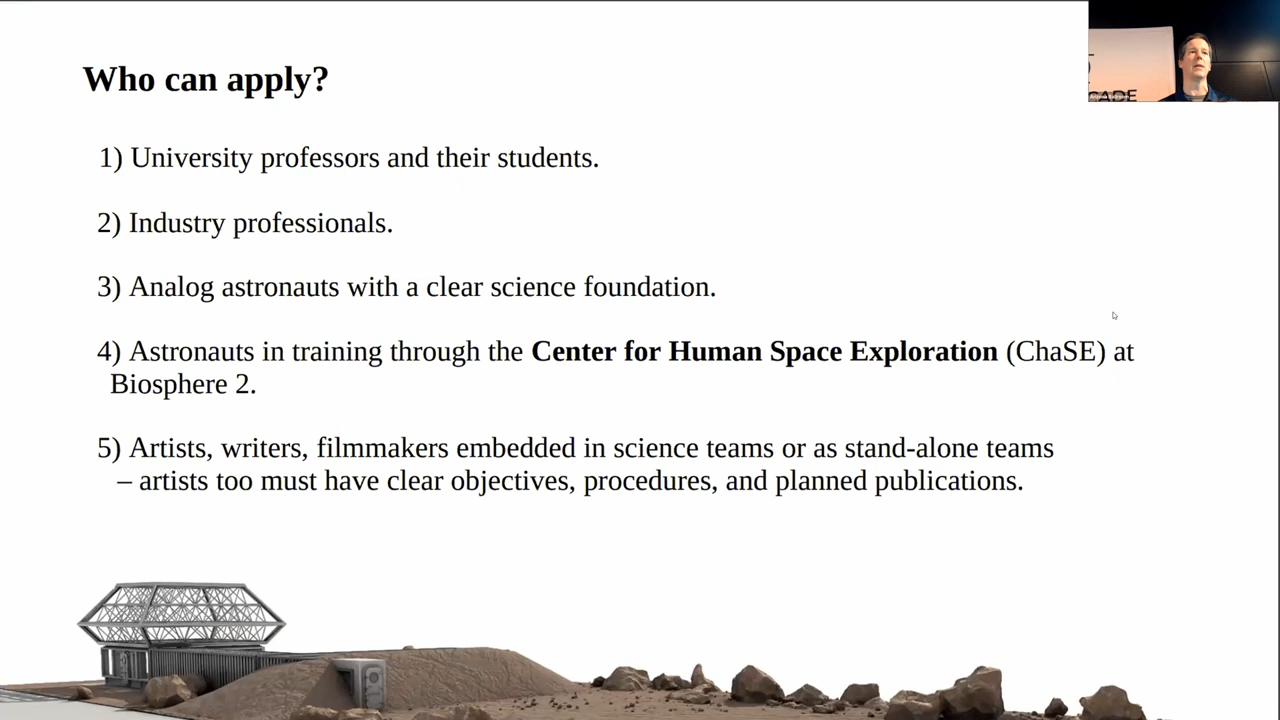 Who can apply?
1) University professors and their students.
2) Industry professionals.
3) Analog astronauts with a clear science foundation.
4) Astronauts in training through the Center for Human Space Exploration (ChaSE) at
Biosphere 2.
5) Artists, writers, filmmakers embedded in science teams or as stand-alone teams
– artists too must have clear objectives, procedures, and planned publications.